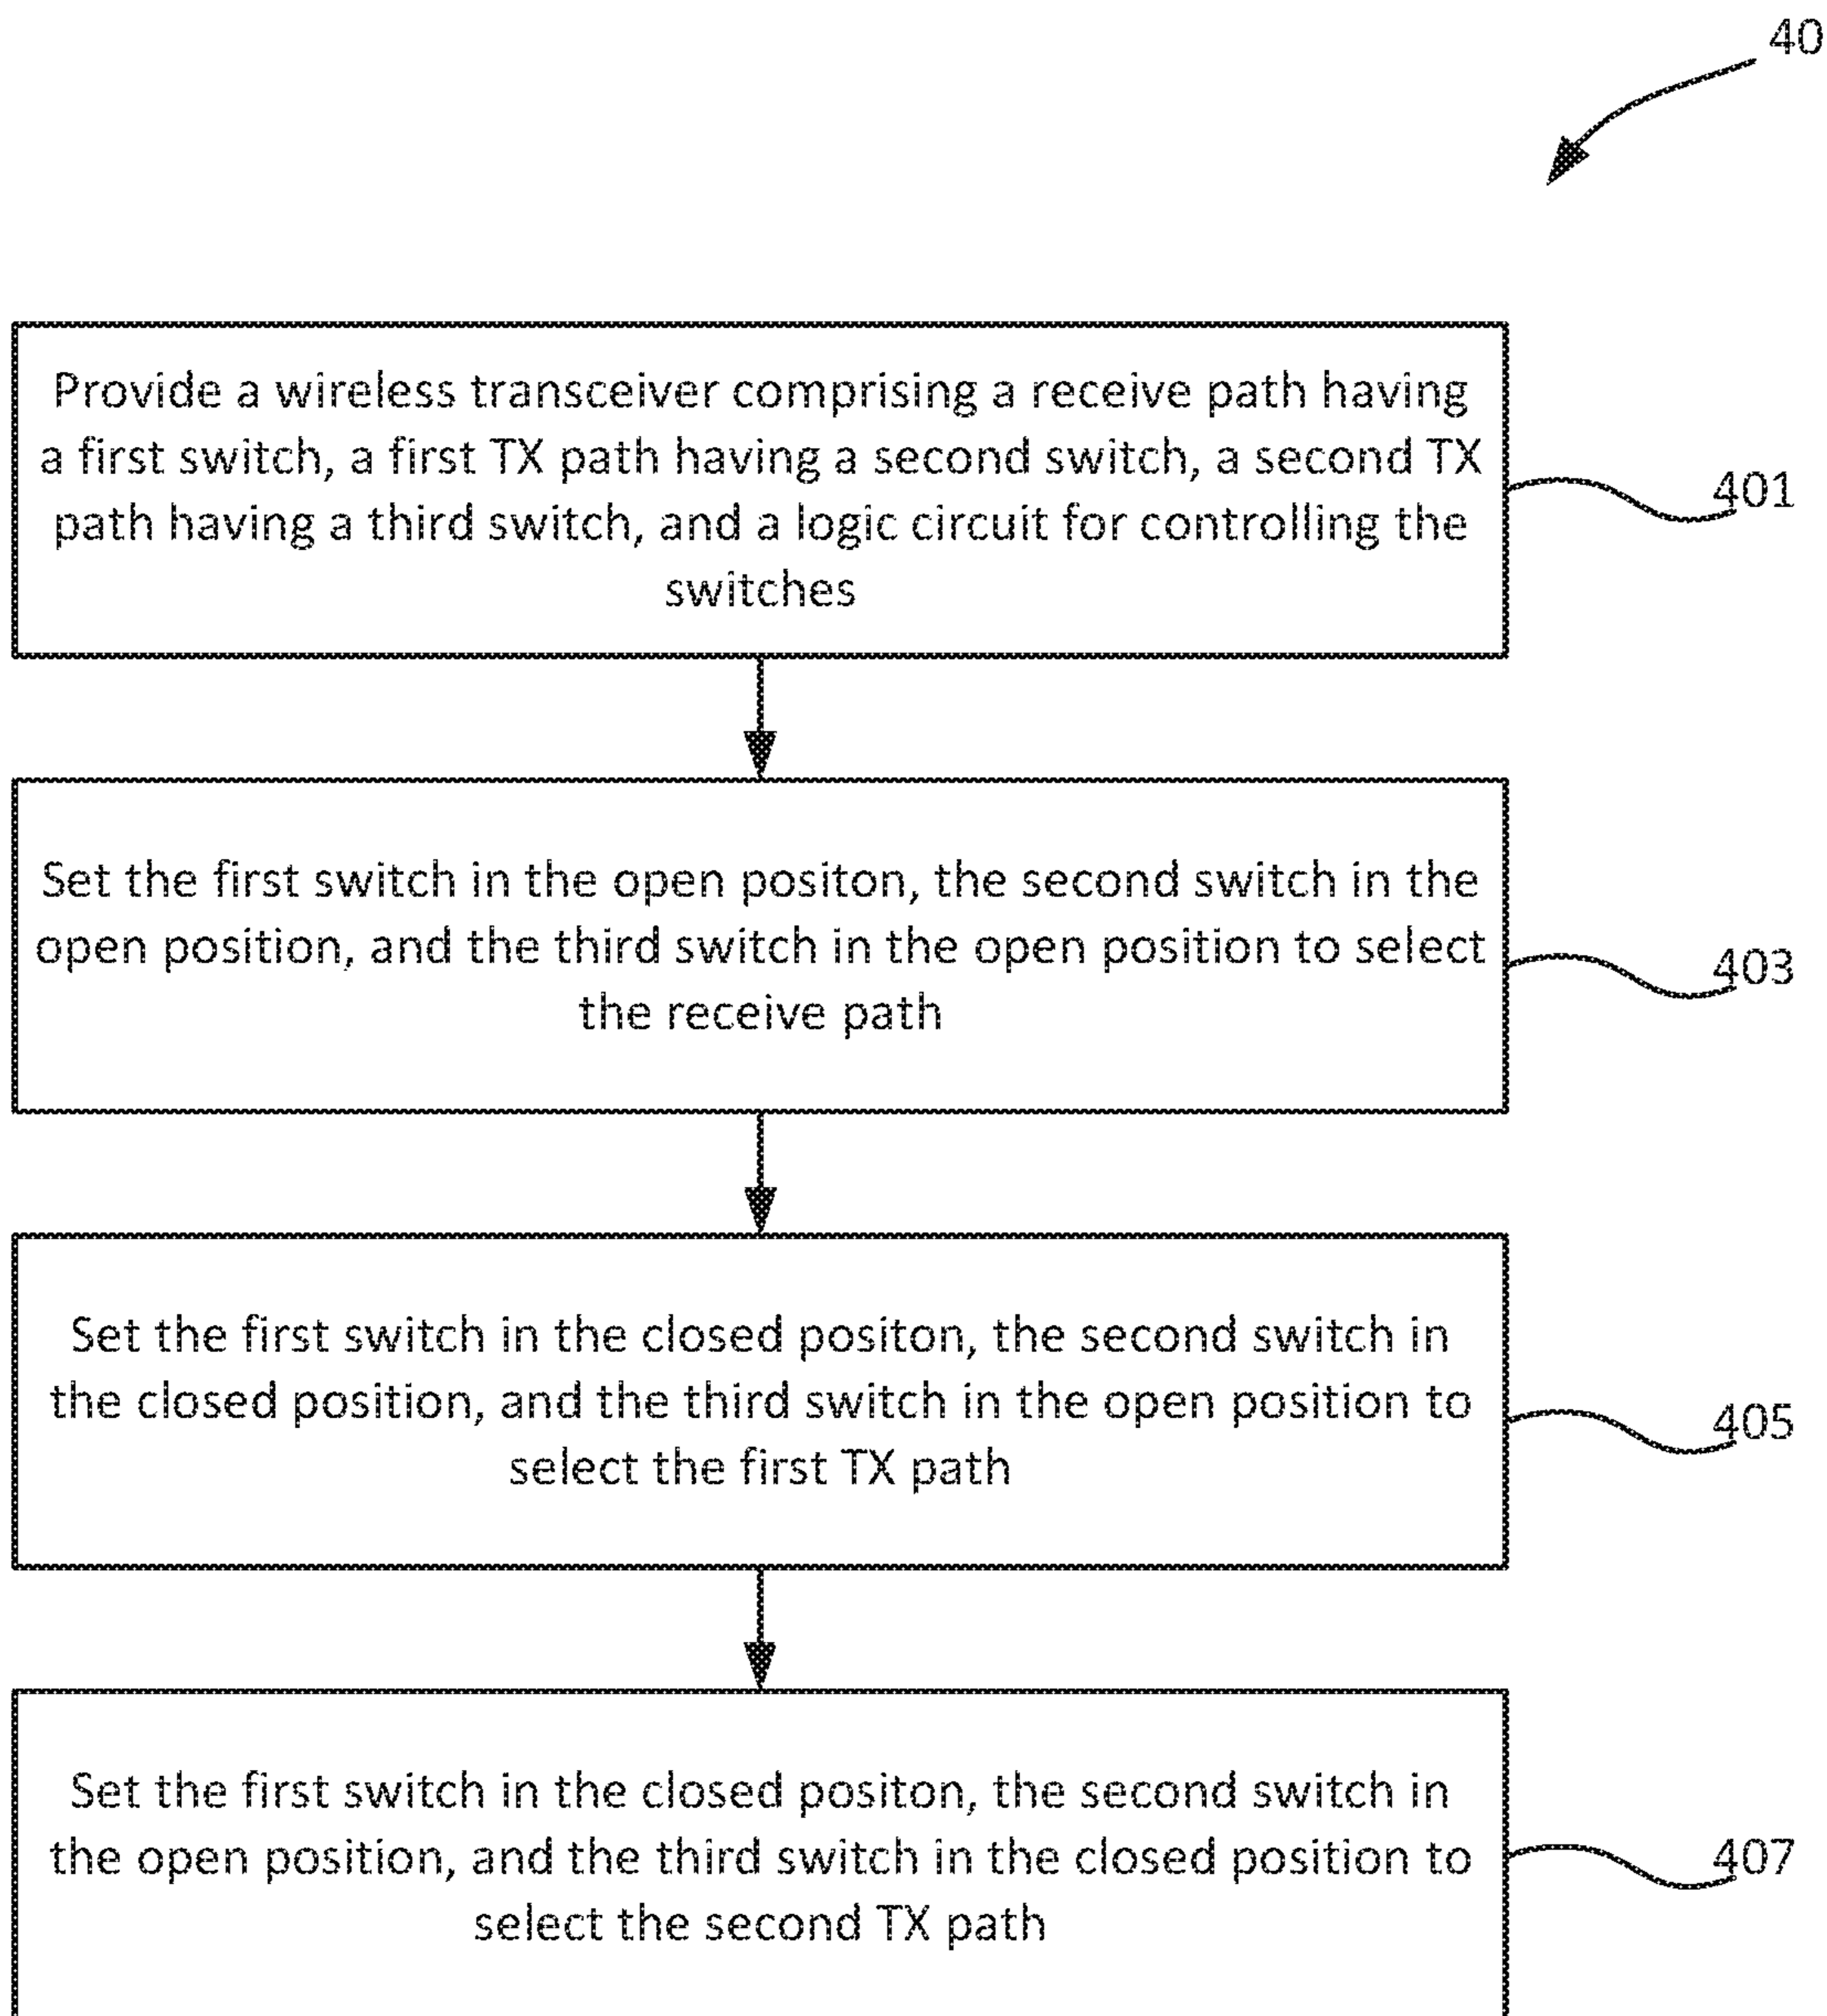 40
Provide a wireless transceiver comprising a receive path having
a first switch, a first TX path having a second switch, a second TX
path having a third switch, and a logic circuit for controlling the
switches
401
Set the first switch in the open positon, the second switch in the
open position, and the third switch in the open position to select
the receive path
403
Set the first switch in the closed positon, the second switch in
the closed position, and the third switch in the open position to
select the first TX path
405
Set the first switch in the closed positon, the second switch in
the open position, and the third switch in the closed position to
select the second TX path
407